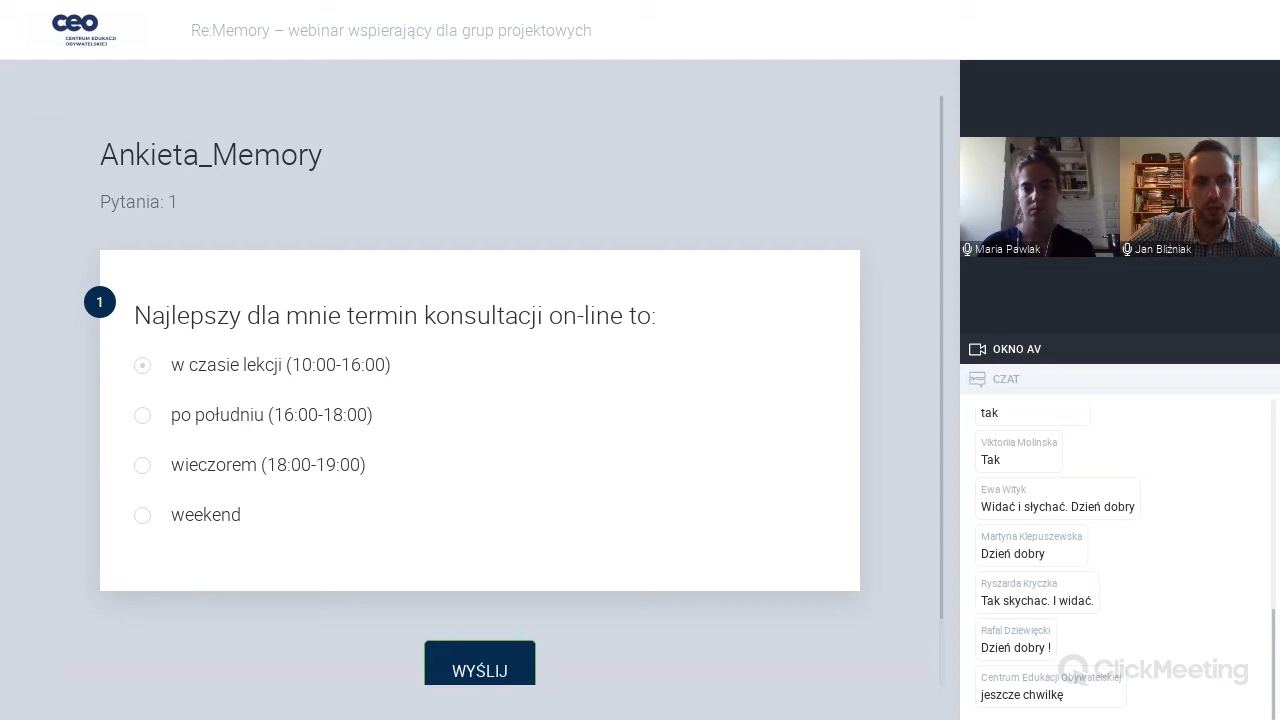 ceo
CENTRUM EDUKACJI
OBYWATELSKIEJ
Re:Memory – webinar wspierający dla grup projektowych
Ankieta_Memory
Pytania: 1
1
Najlepszy dla mnie termin konsultacji on-line to:
w czasie lekcji (10:00-16:00)
po południu (16:00-18:00)
wieczorem (18:00-19:00)
weekend
WYŚLIJ
Maria Pawlak
Jan Bliźniak
OKNO AV
CZAT
tak
Viktoriia Molinska
Tak
Ewa Wityk
Widać i słychać. Dzień dobry
Martyna Klepuszewska
Dzień dobry
Ryszarda Kryczka
Tak skychac. I widać.
Rafal Dziewięcki
Dzień dobry !
Centrum Edukacji Obywatelskiej
jeszcze chwilkę
ClickMeeting